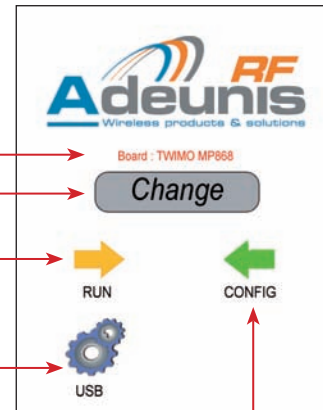 Adeunis RF
Wireless products & solutions
Board : TWIMO MP868
Change
RUN CONFIG
USB